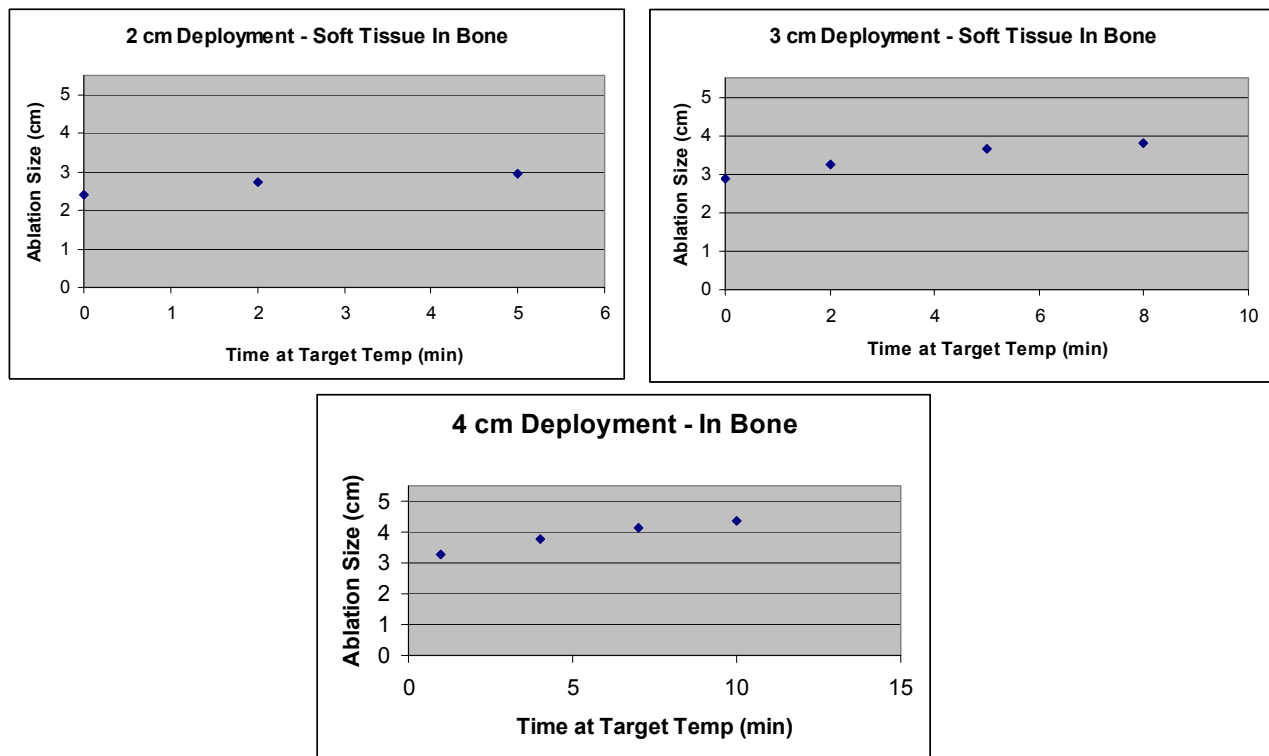 2 cm Deployment - Soft Tissue In Bone
Ablation Size (cm)
5
4
3
2
1
0
0 1 2 3 4 5 6
Time at Target Temp (min)
3 cm Deployment - Soft Tissue In Bone
Ablation Size (cm)
5
4
3
2
1
0
0 2 4 6 8 10
Time at Target Temp (min)
4 cm Deployment - In Bone
Ablation Size (cm)
5
4
3
2
1
0
0 5 10 15
Time at Target Temp (min)